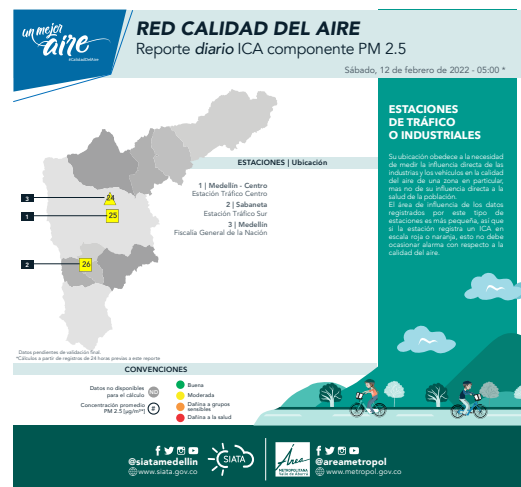 un mejor
aire
#CalidadDelAire
RED CALIDAD DEL AIRE
Reporte diario ICA componente PM 2.5
Sábado, 12 de febrero de 2022 - 05:00 *
ESTACIONES
DE TRÁFICO
O INDUSTRIALES
Su ubicación obedece a la necesidad
de medir la influencia directa de las
industrias y los vehículos en la calidad
del aire de una zona en particular,
mas no de su influencia directa a la
salud de la población.
El área de influencia de los datos
registrados por este tipo de
estaciones es más pequeña, así que
si la estación registra un ICA en
escala roja o naranja, esto no debe
ocasionar alarma con respecto a la
calidad del aire.
ESTACIONES | Ubicación
1 | Medellín - Centro
Estación Tráfico Centro
2 | Sabaneta
Estación Tráfico Sur
3 | Medellín
Fiscalía General de la Nación
3
24
1
25
2
26
Datos pendientes de validación final.
*Cálculos a partir de registros de 24 horas previas a este reporte
CONVENCIONES
Datos no disponibles
para el cálculo
Concentración promedio
PM 2.5 [µg/m³]
#
Buena
Moderada
Dañina a grupos
sensibles
Dañina a la salud
@siatamedellin
www.siata.gov.co
SIATA
Área
METROPOLITANA
Valle de Aburrá
@areametropol
www.metropol.gov.co